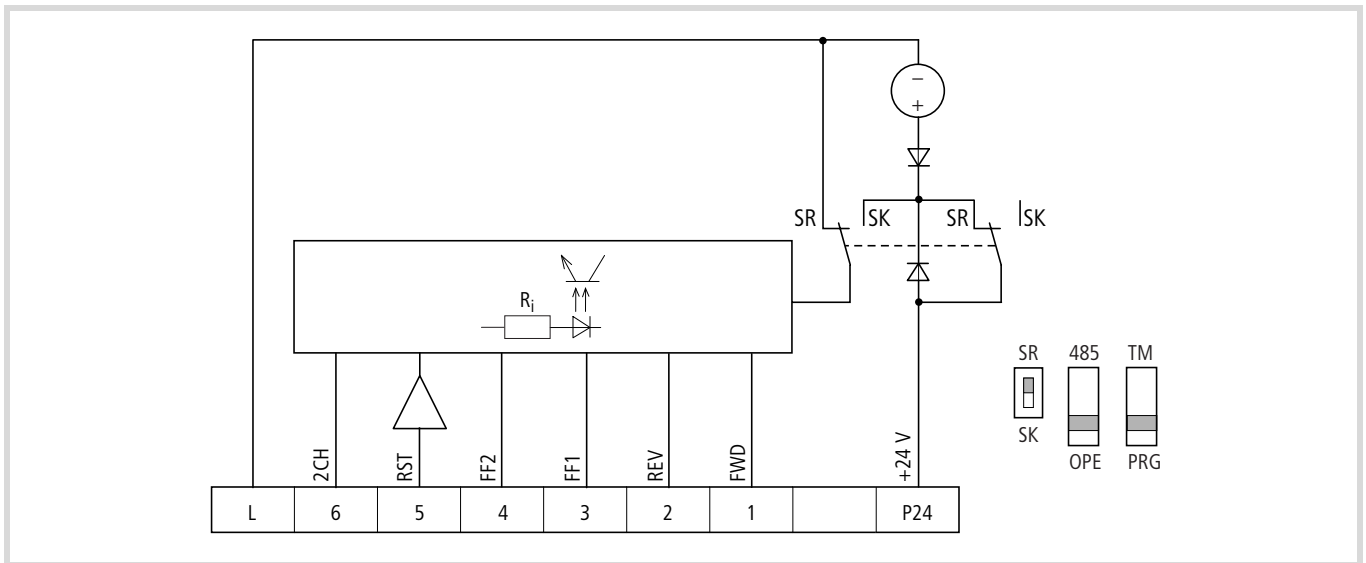 −
+
SR
SK
SR
SK
Ri
SR
485
TM
SK
OPE
PRG
2CH
RST
FF2
FF1
REV
FWD
+24 V
L
6
5
4
3
2
1
P24